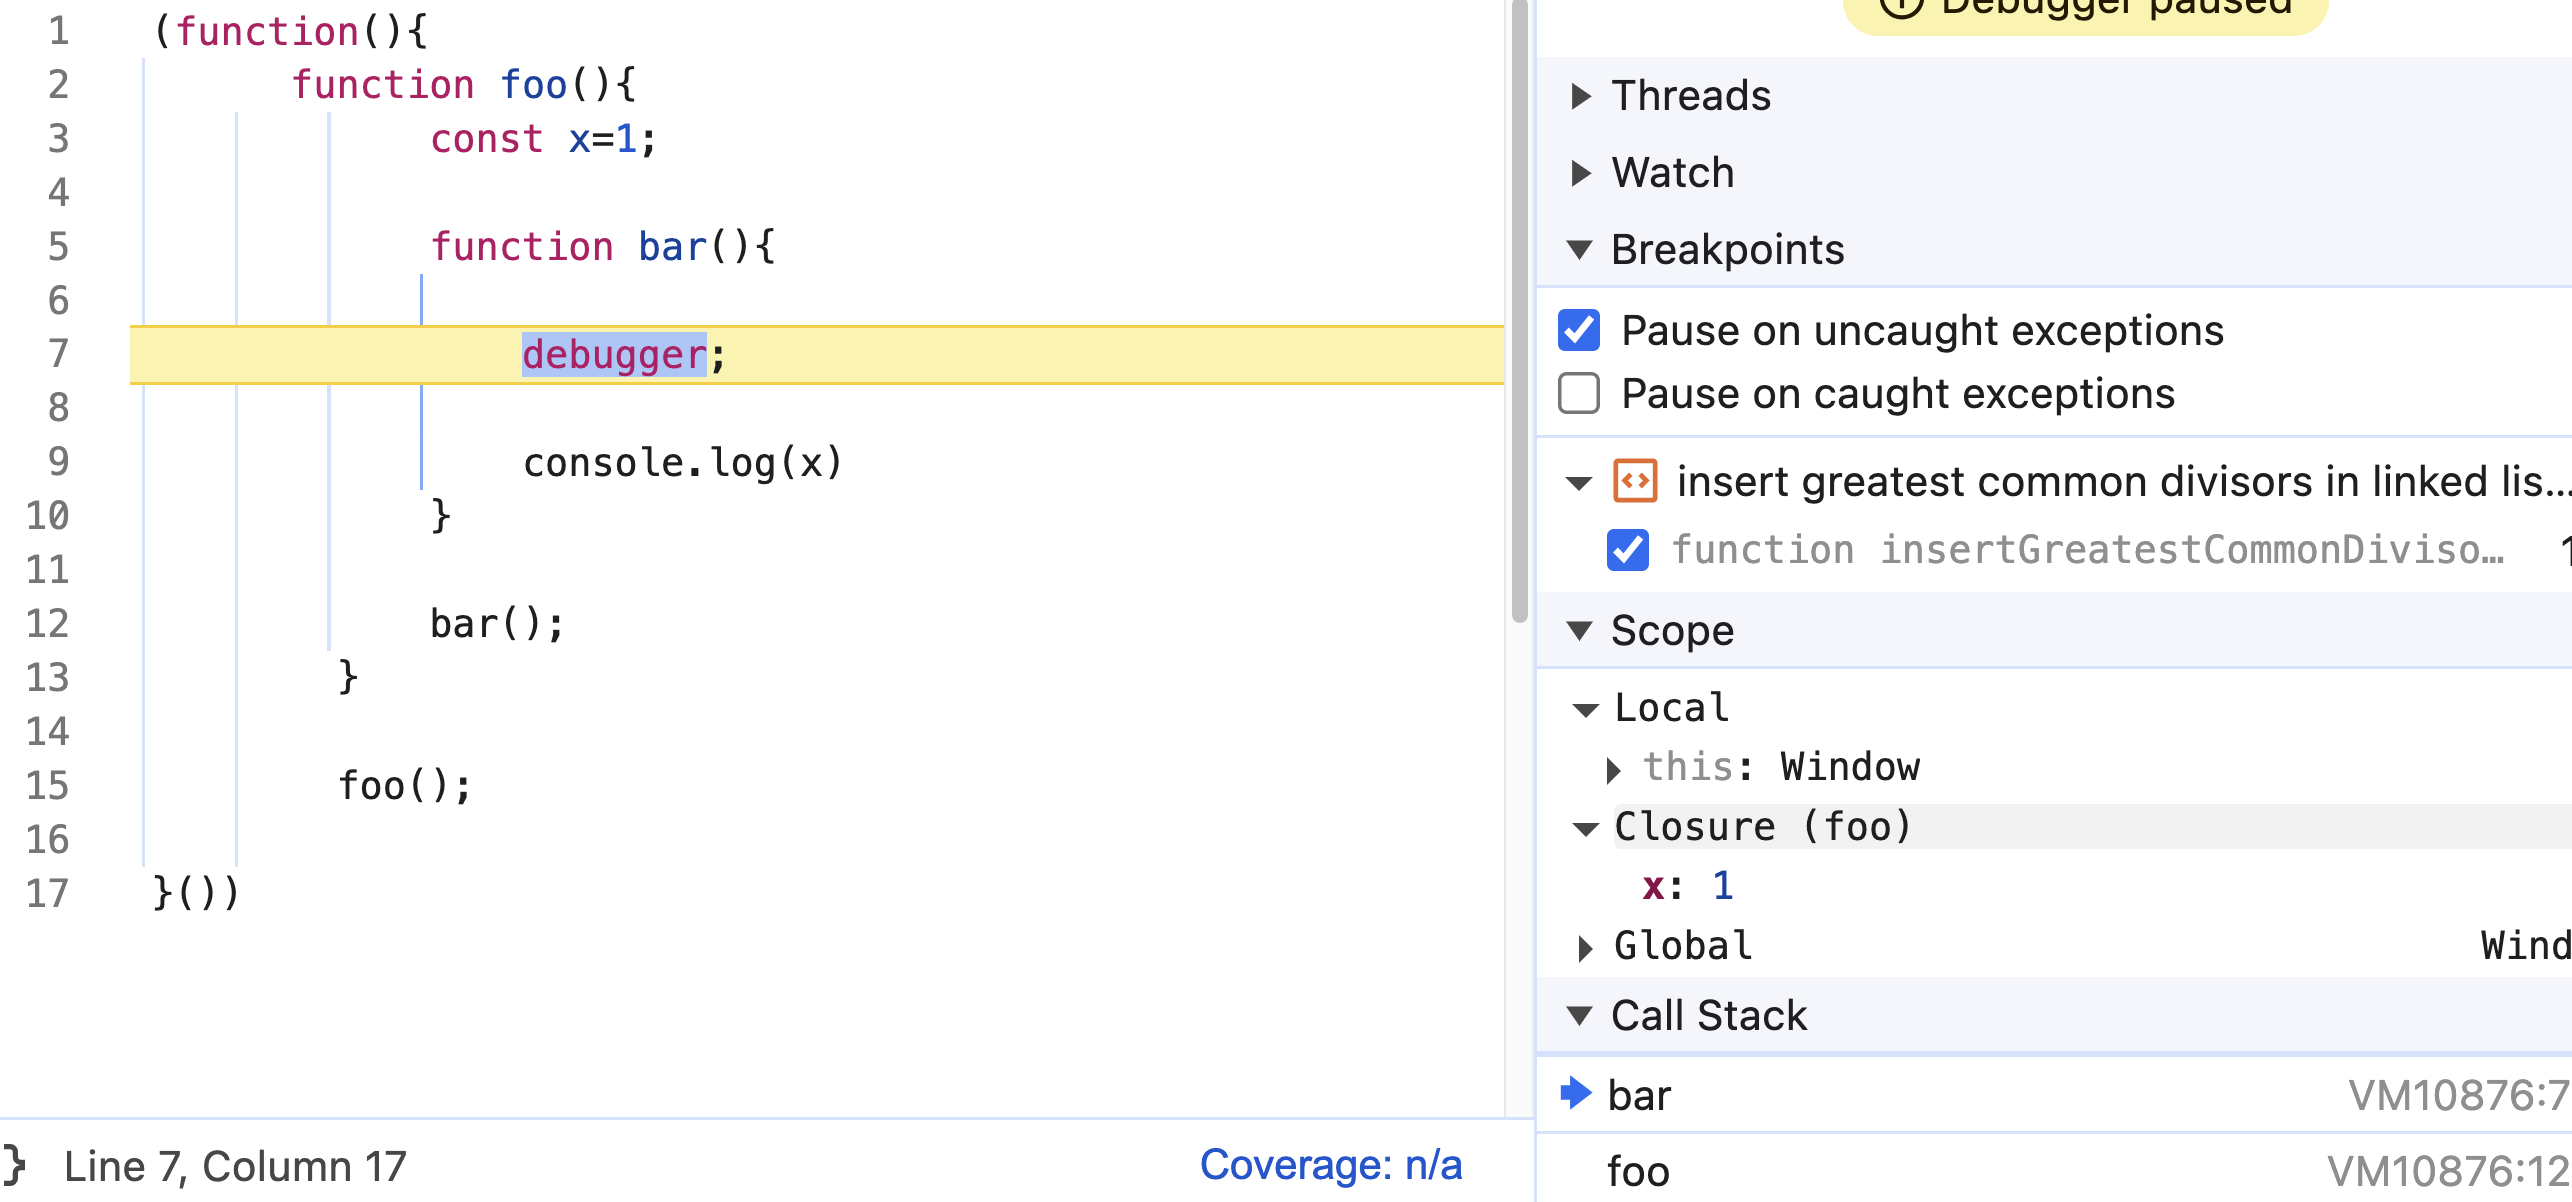 1 (function(){
2 function foo(){
3 const x=1;
4
5 function bar(){
6
7 debugger;
8
9 console.log(x)
10 }
11
12 bar();
13 }
14
15 foo();
16
17 }())
} Line 7, Column 17 Coverage: n/a
Debugger paused
Threads
Watch
Breakpoints
Pause on uncaught exceptions
Pause on caught exceptions
insert greatest common divisors in linked lis...
function insertGreatestCommonDiviso… 1
Scope
Local
this: Window
Closure (foo)
x: 1
Global Wind
Call Stack
bar VM10876:7
foo VM10876:12